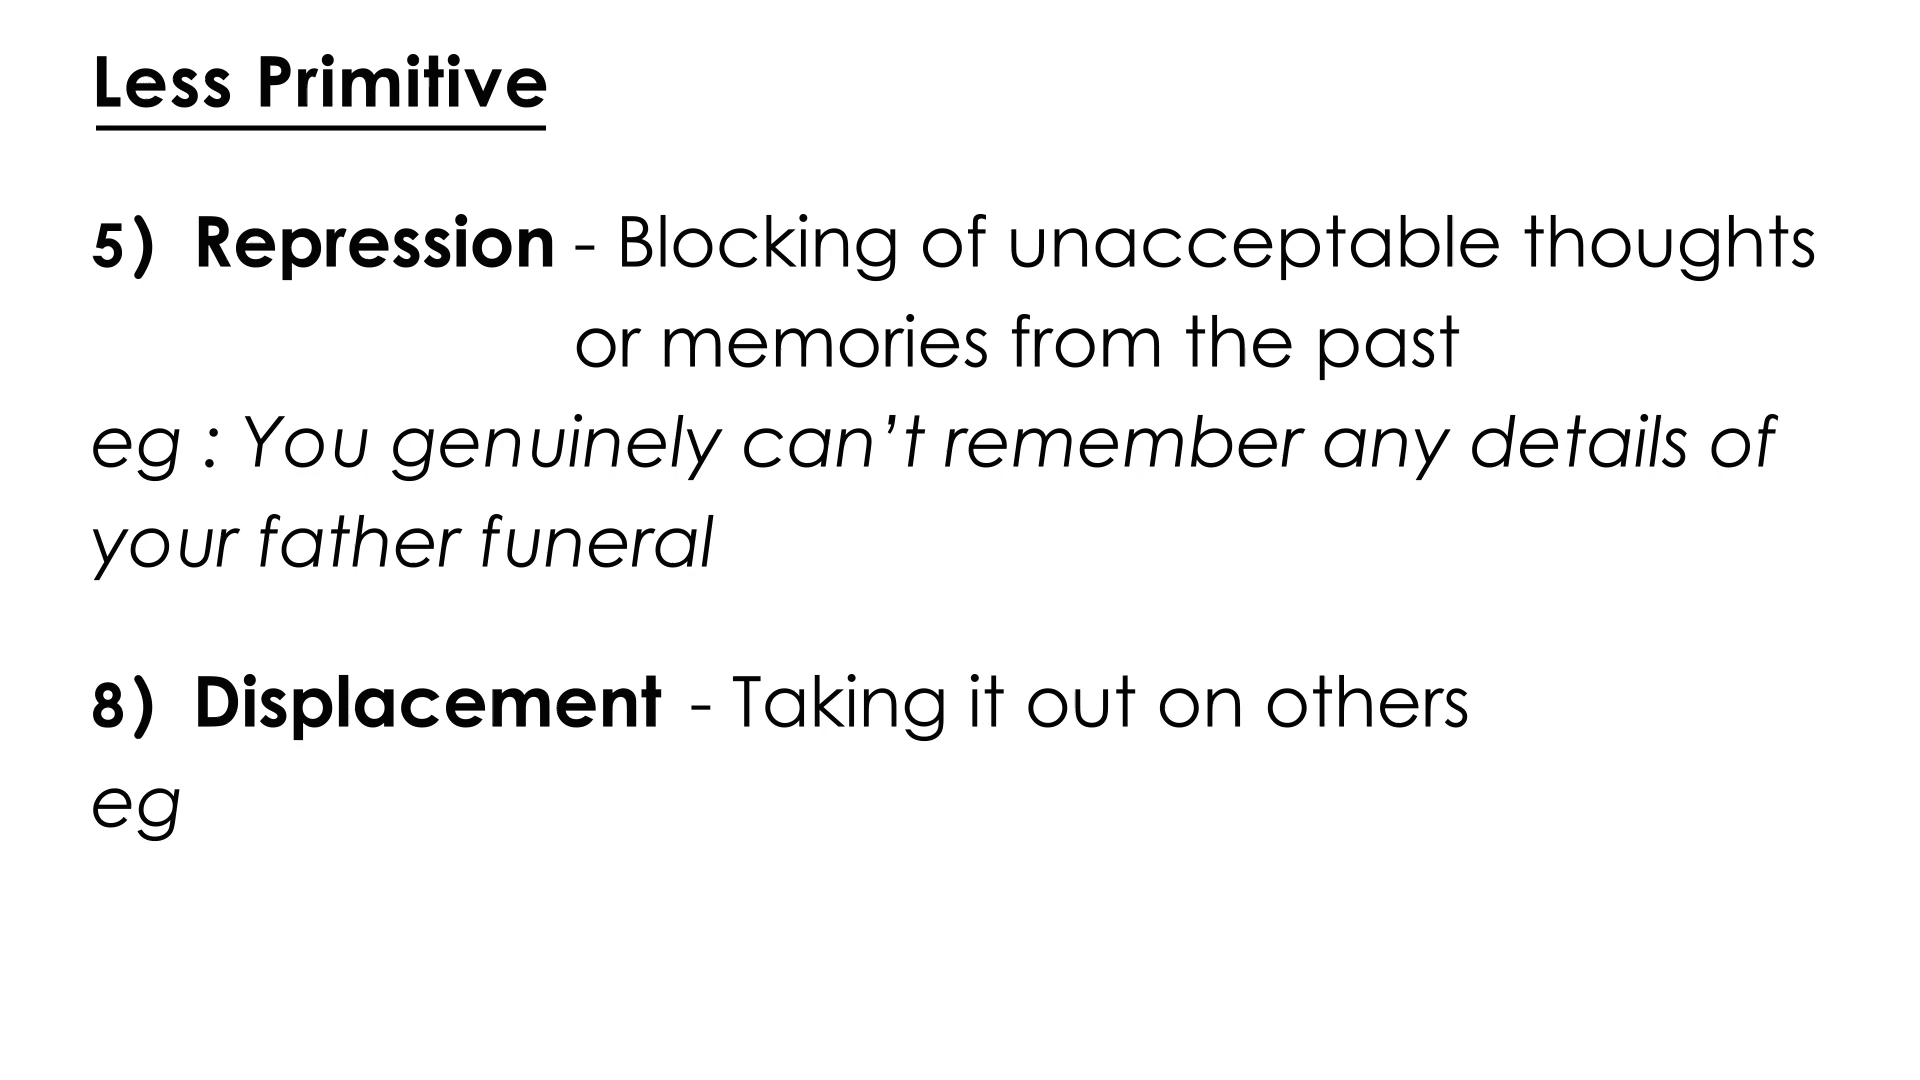 Less Primitive
5) Repression - Blocking of unacceptable thoughts
or memories from the past
eg : You genuinely can’t remember any details of
your father funeral
8) Displacement - Taking it out on others
eg